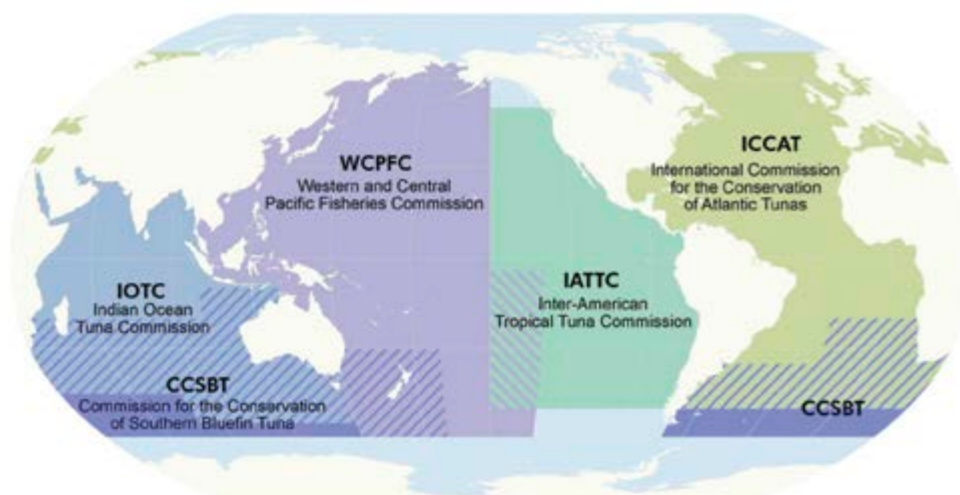 WCPFC
Western and Central
Pacific Fisheries Commission
ICCAT
International Commission
for the Conservation
of Atlantic Tunas
IOTC
Indian Ocean
Tuna Commission
IATTC
Inter-American
Tropical Tuna Commission
CCSBT
Commission for the Conservation
of Southern Bluefin Tuna
CCSBT